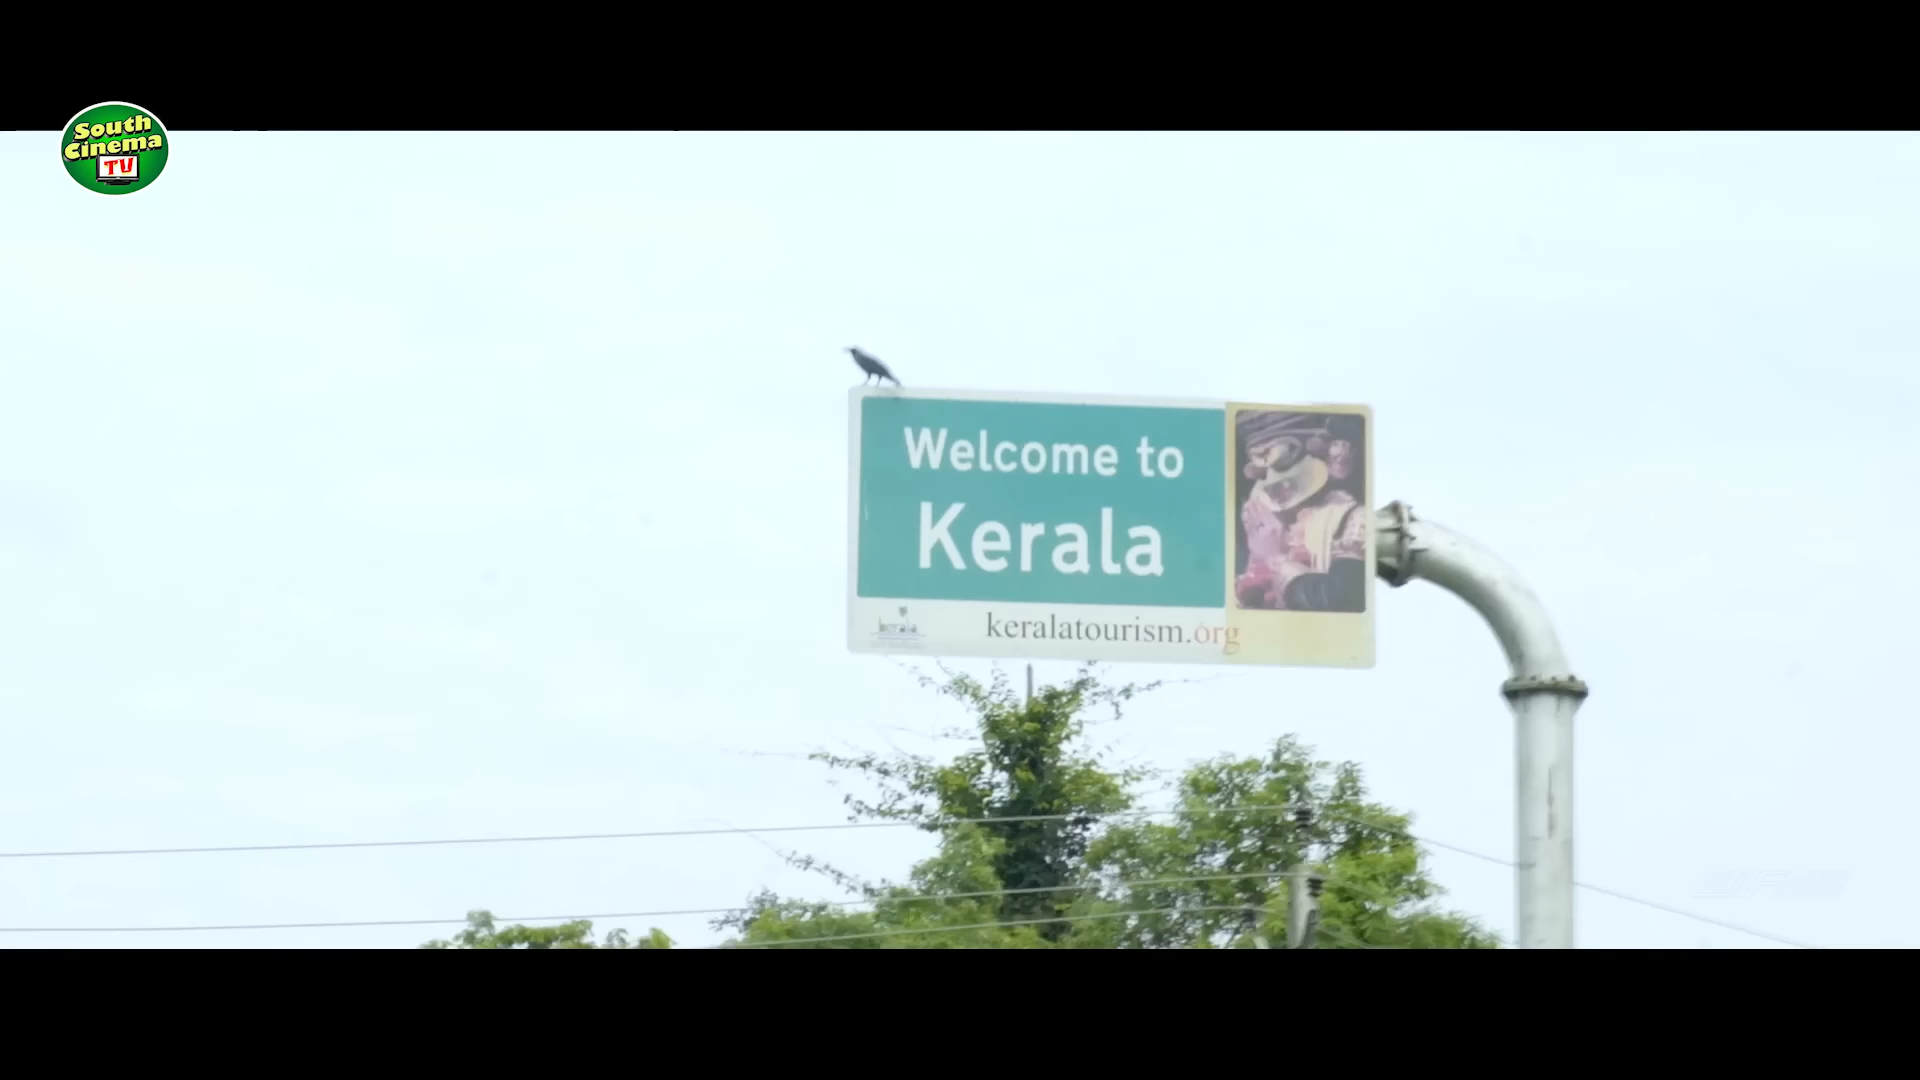 South
Cinema
TV
Welcome to
Kerala
kerala
keralatourism.org